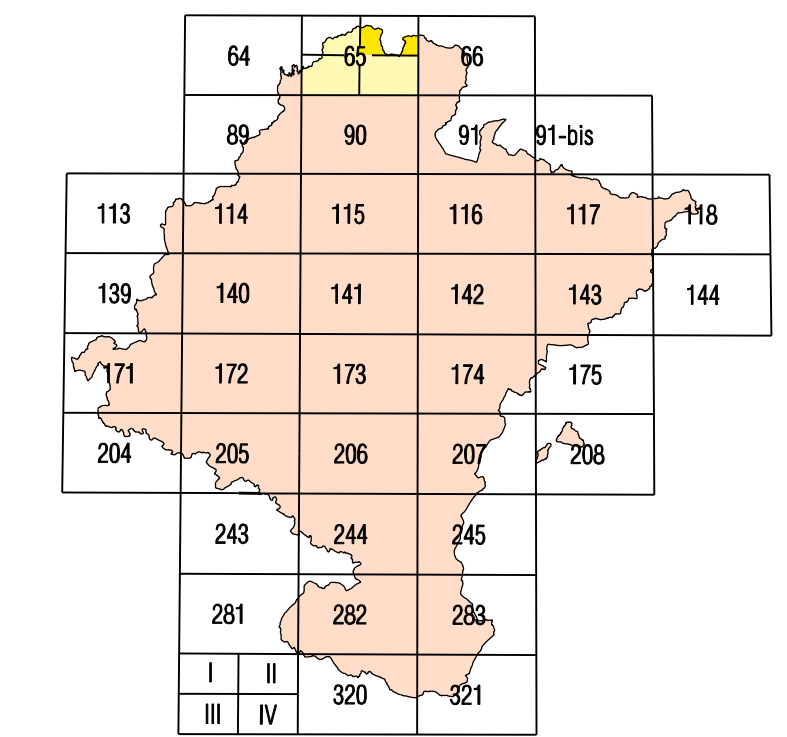 64 65 66
89 90 91 91-bis
113 114 115 116 117 118
139 140 141 142 143 144
171 172 173 174 175
204 205 206 207 208
243 244 245
281 282 283
I II
320 321
III IV